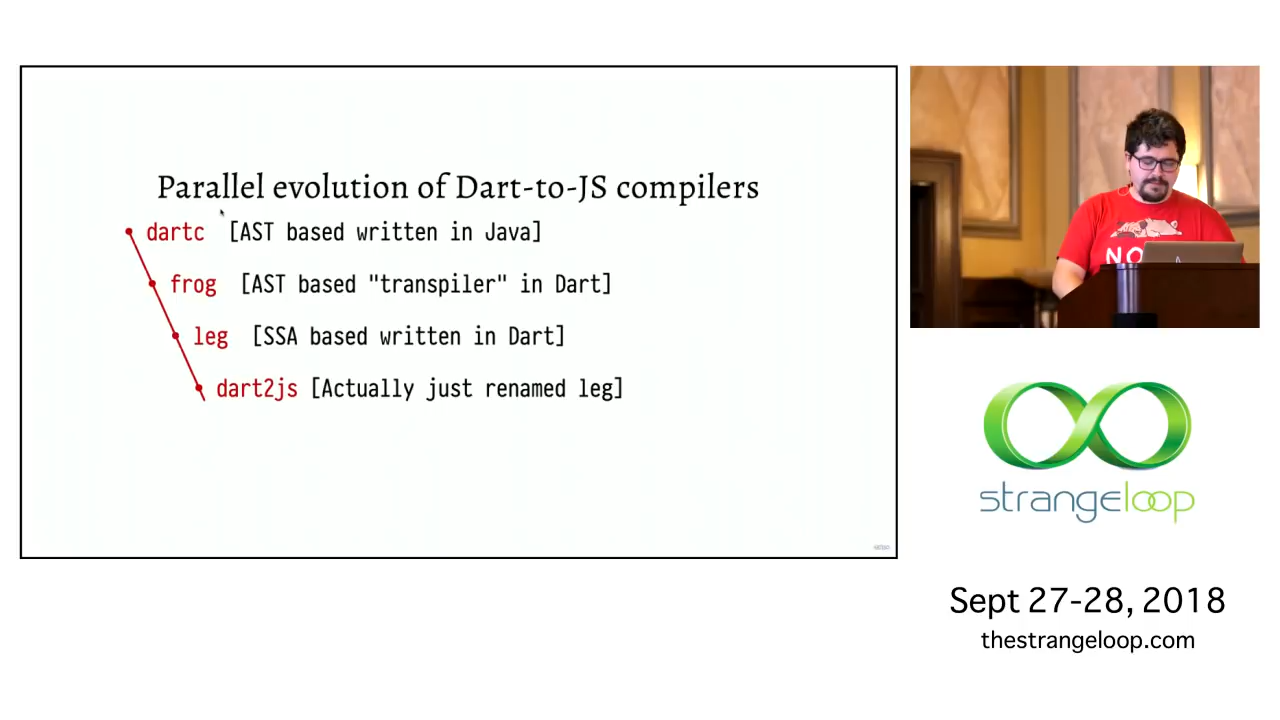 Parallel evolution of Dart-to-JS compilers
dartc [AST based written in Java]
frog [AST based "transpiler" in Dart]
leg [SSA based written in Dart]
dart2js [Actually just renamed leg]
NO
strangeloop
Sept 27-28, 2018
thestrangeloop.com